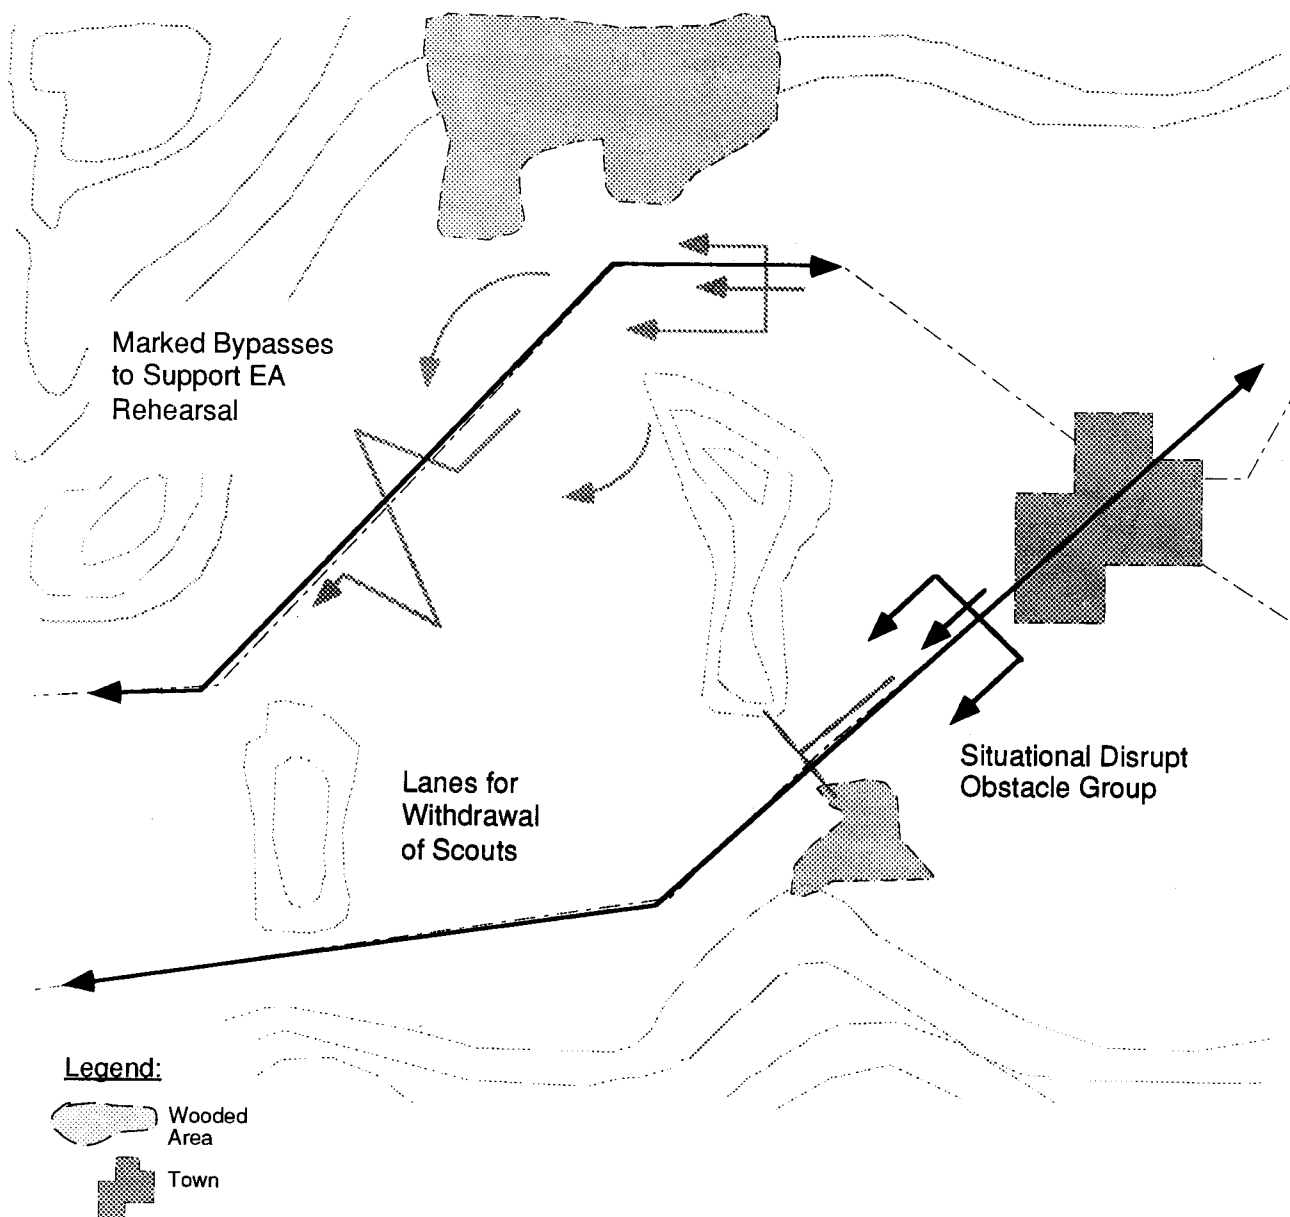 Marked Bypasses
to Support EA
Rehearsal
Situational Disrupt
Obstacle Group
Lanes for
Withdrawal
of Scouts
Legend:
Wooded
Area
Town